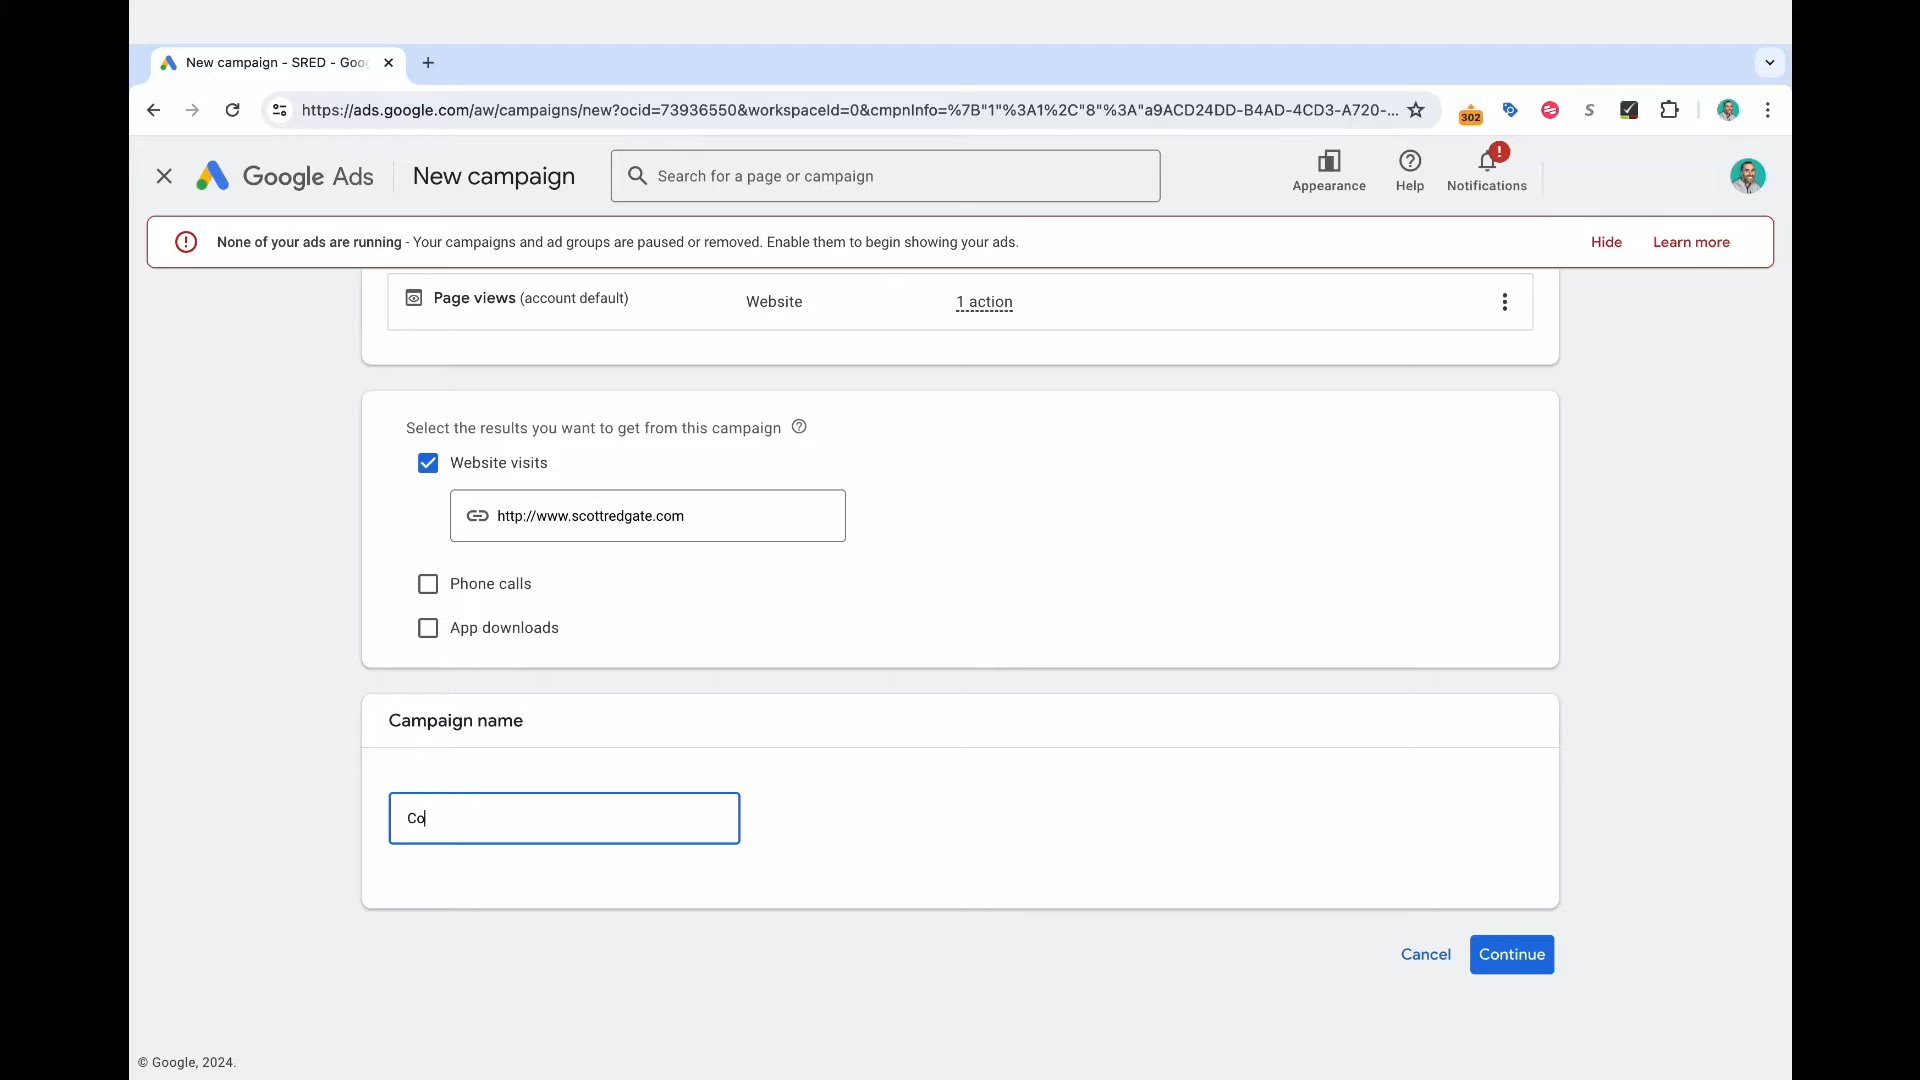 New campaign - SRED - Goo
https://ads.google.com/aw/campaigns/new?ocid=73936550&workspaceId=0&cmpnInfo=%7B"1"%3A1%2C"8"%3A"a9ACD24DD-B4AD-4CD3-A720-...
302
S
Google Ads
New campaign
Search for a page or campaign
Appearance
Help
Notifications
None of your ads are running - Your campaigns and ad groups are paused or removed. Enable them to begin showing your ads.
Hide
Learn more
Page views (account default)
Website
1 action
Select the results you want to get from this campaign
Website visits
http://www.scottredgate.com
Phone calls
App downloads
Campaign name
Co
Cancel
Continue
© Google, 2024.